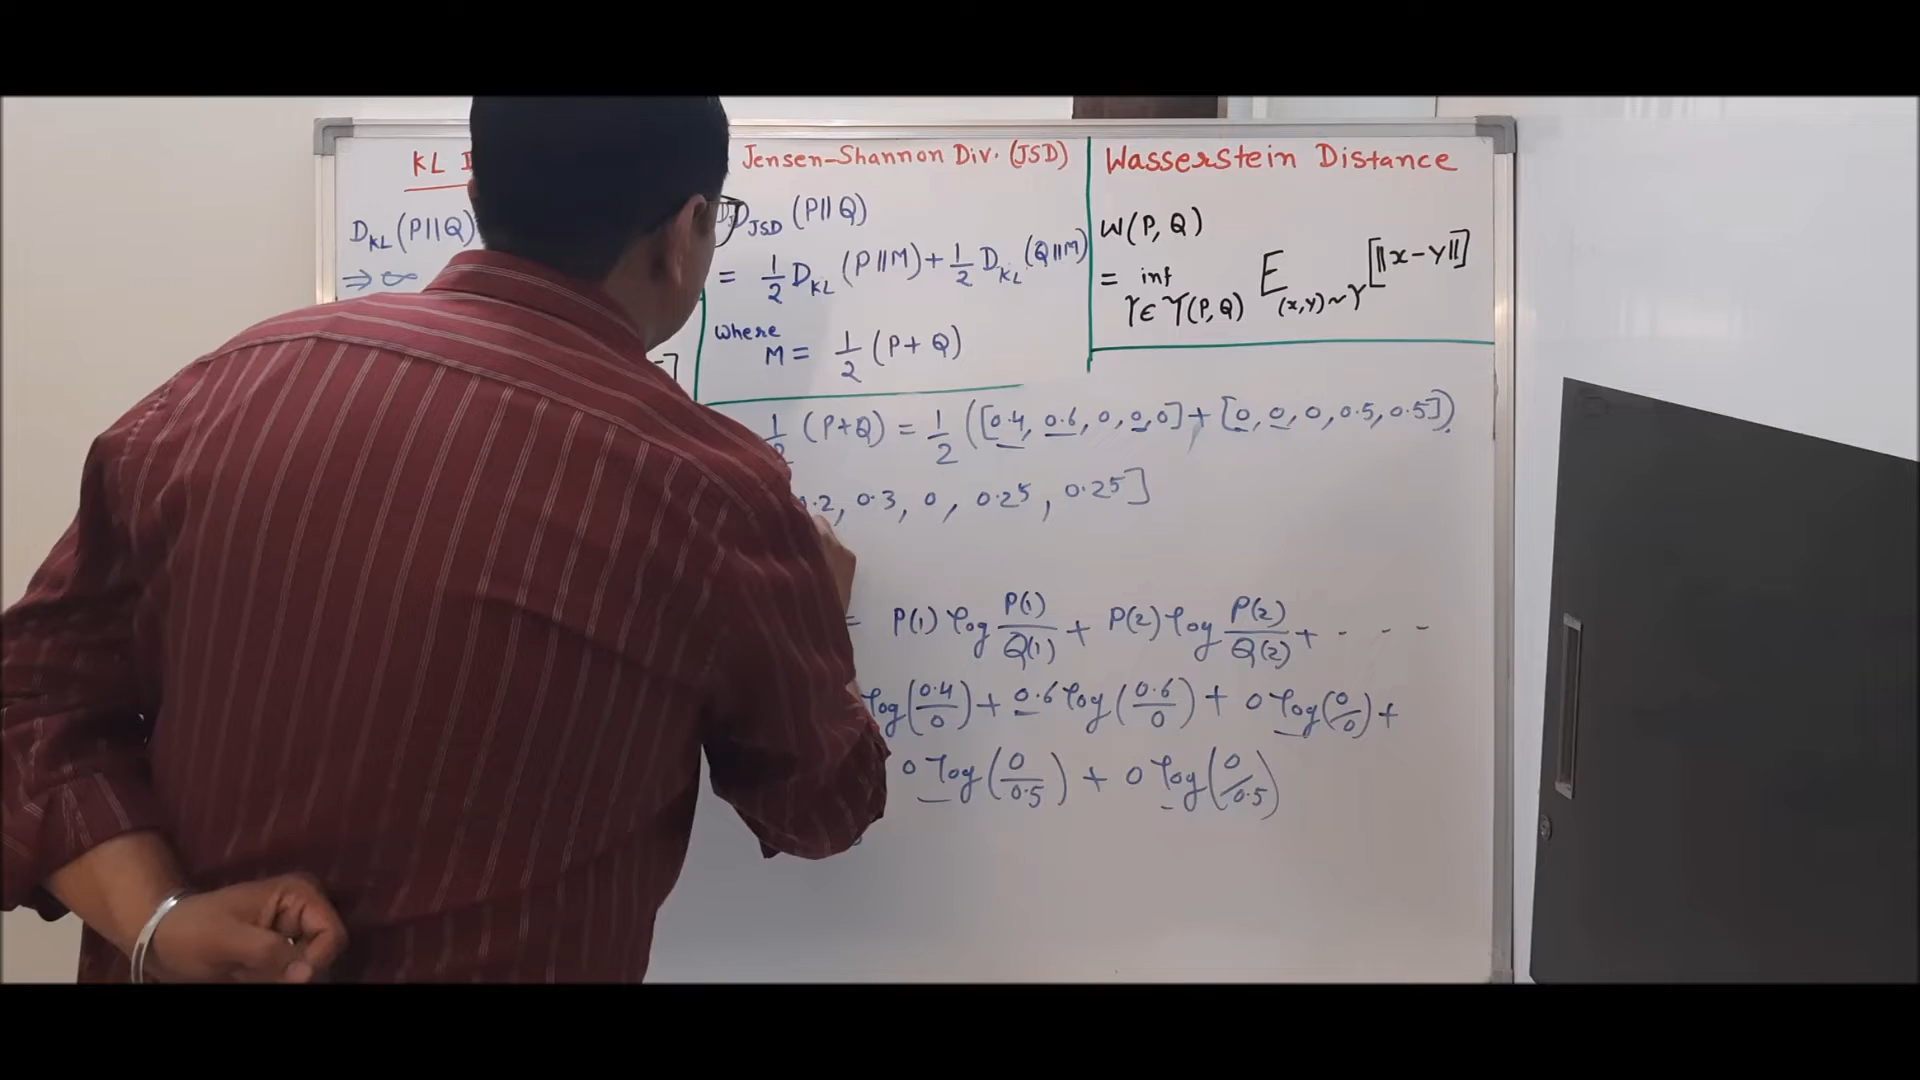 KL
D_KL (P||Q)
⇒ ∞
Jensen-Shannon Div. (JSD)
D_JSD (P||Q)
= 1/2 D_KL (P||M) + 1/2 D_KL (Q||M)
Where
M = 1/2 (P + Q)
Wasserstein Distance
W(P, Q)
= inf γ∈ϒ(P,Q) E (x,y)~γ [||x-y||]
1/2 (P+Q) = 1/2 ([0.4, 0.6, 0, 0, 0] + [0, 0, 0, 0.5, 0.5])
.2, 0.3, 0, 0.25, 0.25]
= P(1) log P(1)/Q(1) + P(2) log P(2)/Q(2) + - - -
log(0.4/0) + 0.6 log(0.6/0) + 0 log(0/0) +
0 log(0/0.5) + 0 log(0/0.5)